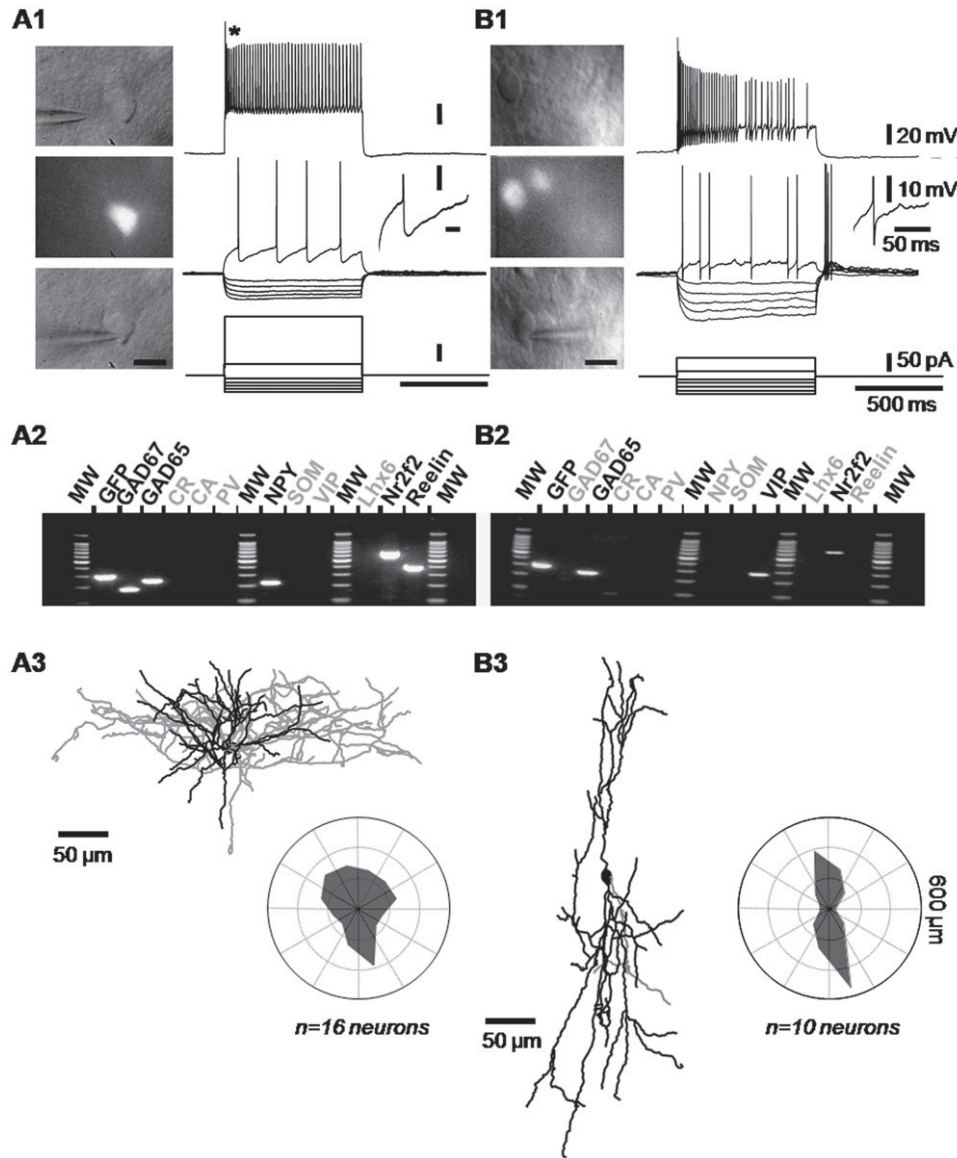 A1
*
B1
20 mV
10 mV
50 ms
50 pA
500 ms
A2
MW GFP GAD67 GAD65 CR CA PV MW NPY SOM VIP MW Lhx6 Nr2f2 Reelin MW
B2
MW GFP GAD67 GAD65 CR CA PV MW NPY SOM VIP MW Lhx6 Nr2f2 Reelin MW
A3
50 µm
n=16 neurons
B3
50 µm
600 µm
n=10 neurons